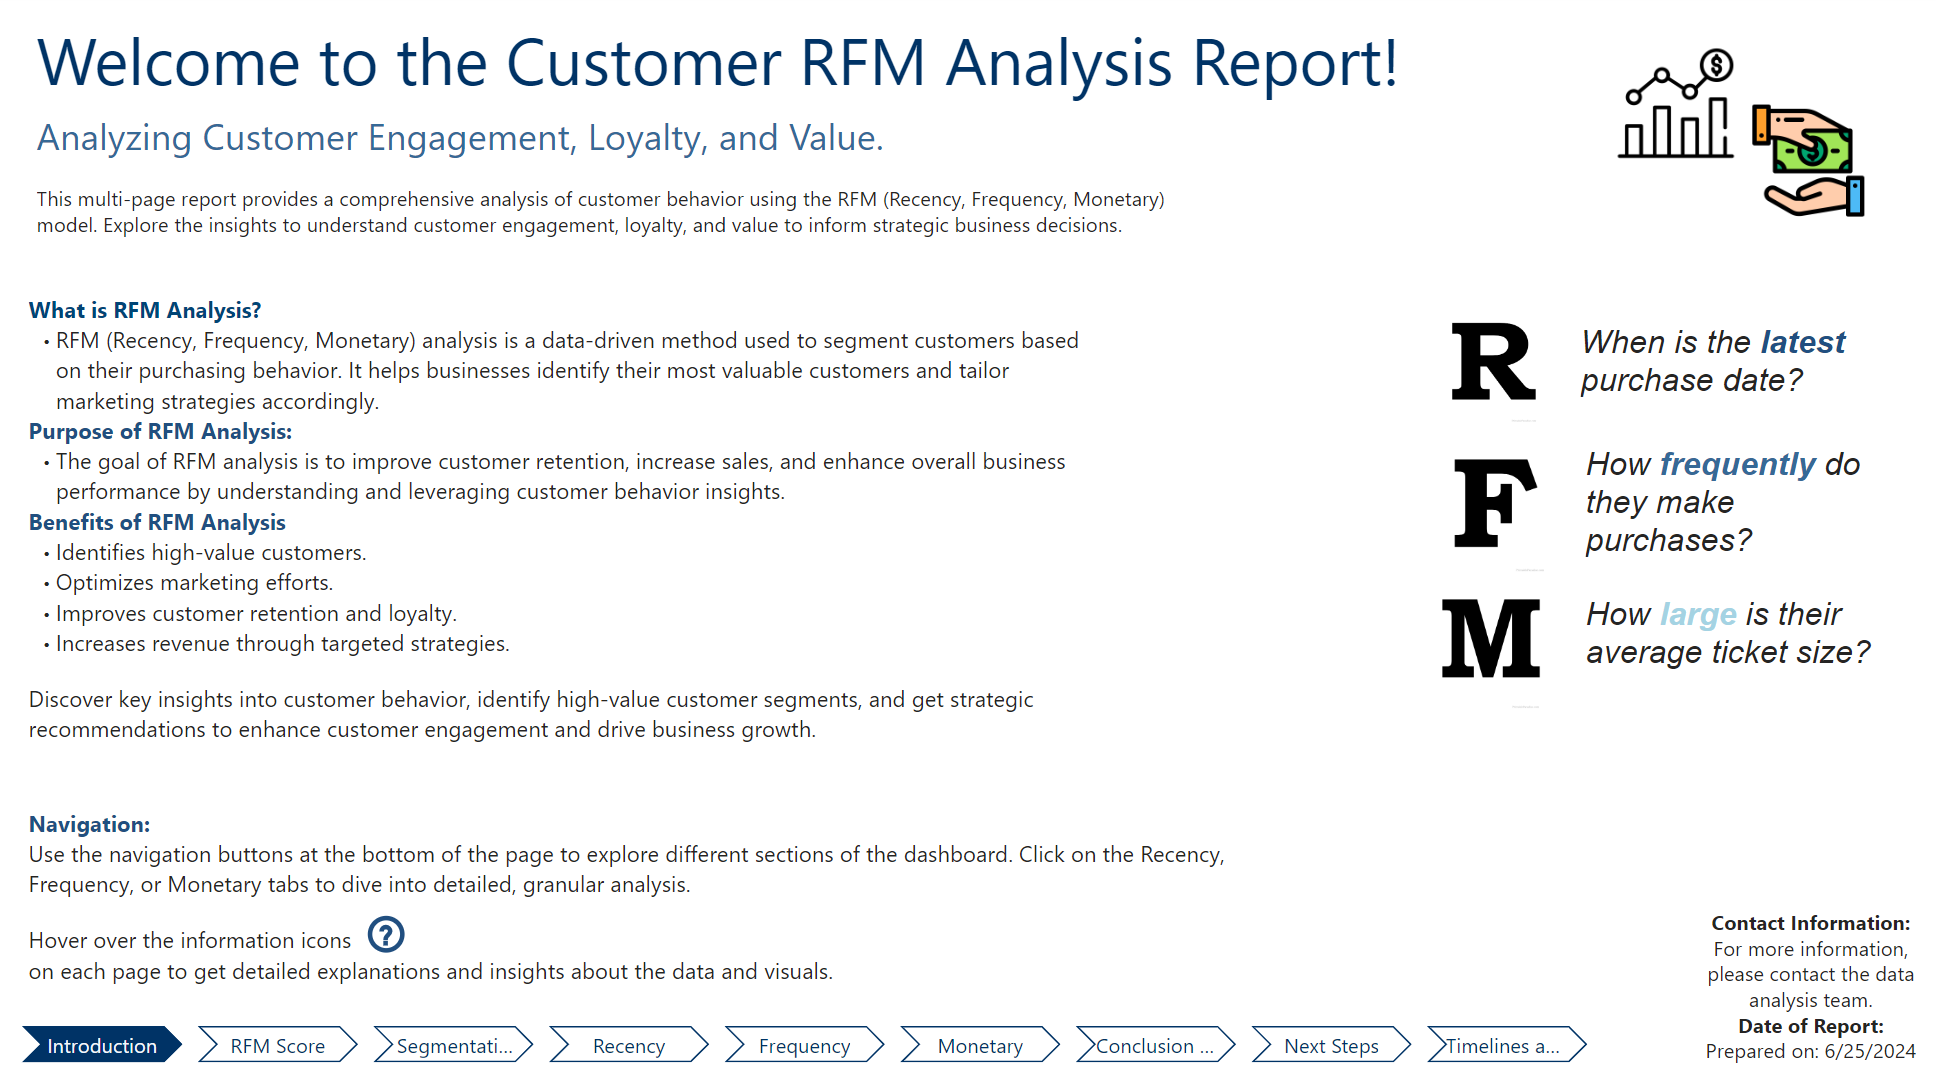 Welcome to the Customer RFM Analysis Report!
Analyzing Customer Engagement, Loyalty, and Value.
This multi-page report provides a comprehensive analysis of customer behavior using the RFM (Recency, Frequency, Monetary)
model. Explore the insights to understand customer engagement, loyalty, and value to inform strategic business decisions.
What is RFM Analysis?
• RFM (Recency, Frequency, Monetary) analysis is a data-driven method used to segment customers based
on their purchasing behavior. It helps businesses identify their most valuable customers and tailor
marketing strategies accordingly.
Purpose of RFM Analysis:
• The goal of RFM analysis is to improve customer retention, increase sales, and enhance overall business
performance by understanding and leveraging customer behavior insights.
Benefits of RFM Analysis
• Identifies high-value customers.
• Optimizes marketing efforts.
• Improves customer retention and loyalty.
• Increases revenue through targeted strategies.
Discover key insights into customer behavior, identify high-value customer segments, and get strategic
recommendations to enhance customer engagement and drive business growth.
R
When is the latest
purchase date?
F
How frequently do
they make
purchases?
M
How large is their
average ticket size?
Navigation:
Use the navigation buttons at the bottom of the page to explore different sections of the dashboard. Click on the Recency,
Frequency, or Monetary tabs to dive into detailed, granular analysis.
Hover over the information icons ?
on each page to get detailed explanations and insights about the data and visuals.
Contact Information:
For more information,
please contact the data
analysis team.
Date of Report:
Prepared on: 6/25/2024
Introduction
RFM Score
Segmentati...
Recency
Frequency
Monetary
Conclusion ...
Next Steps
Timelines a...